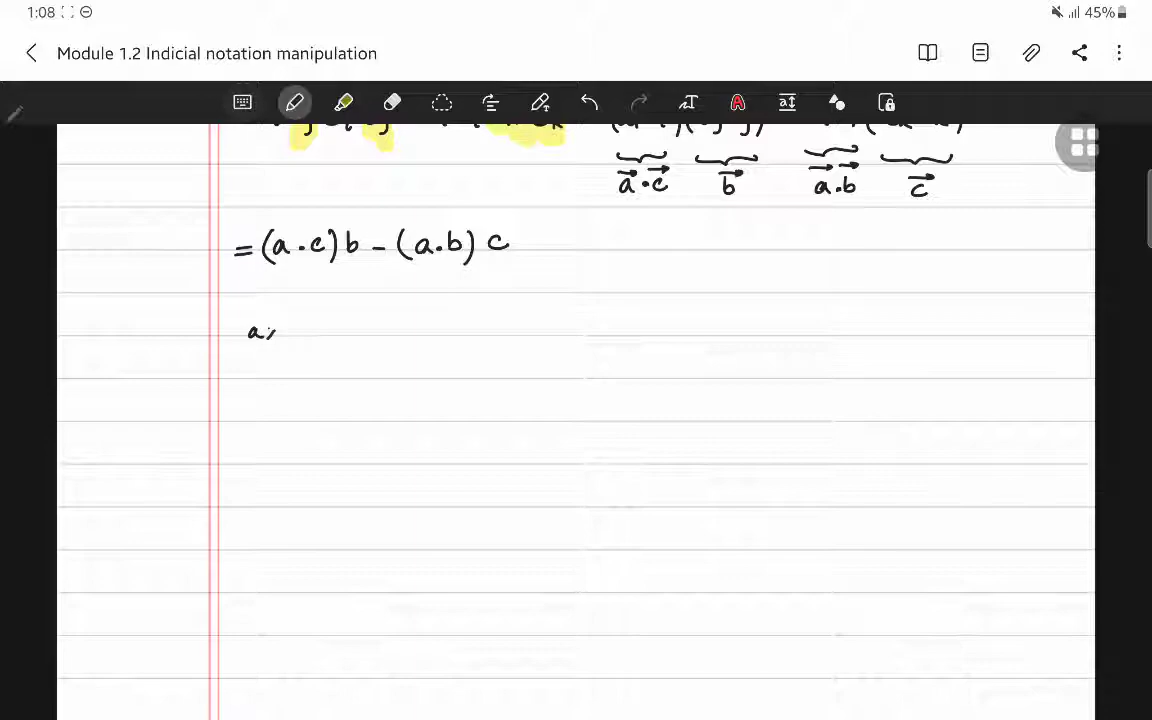 1:08 45%
Module 1.2 Indicial notation manipulation
a⃗ · c⃗ b⃗ a⃗ · b⃗ c⃗
= (a · c) b - (a · b) c
a